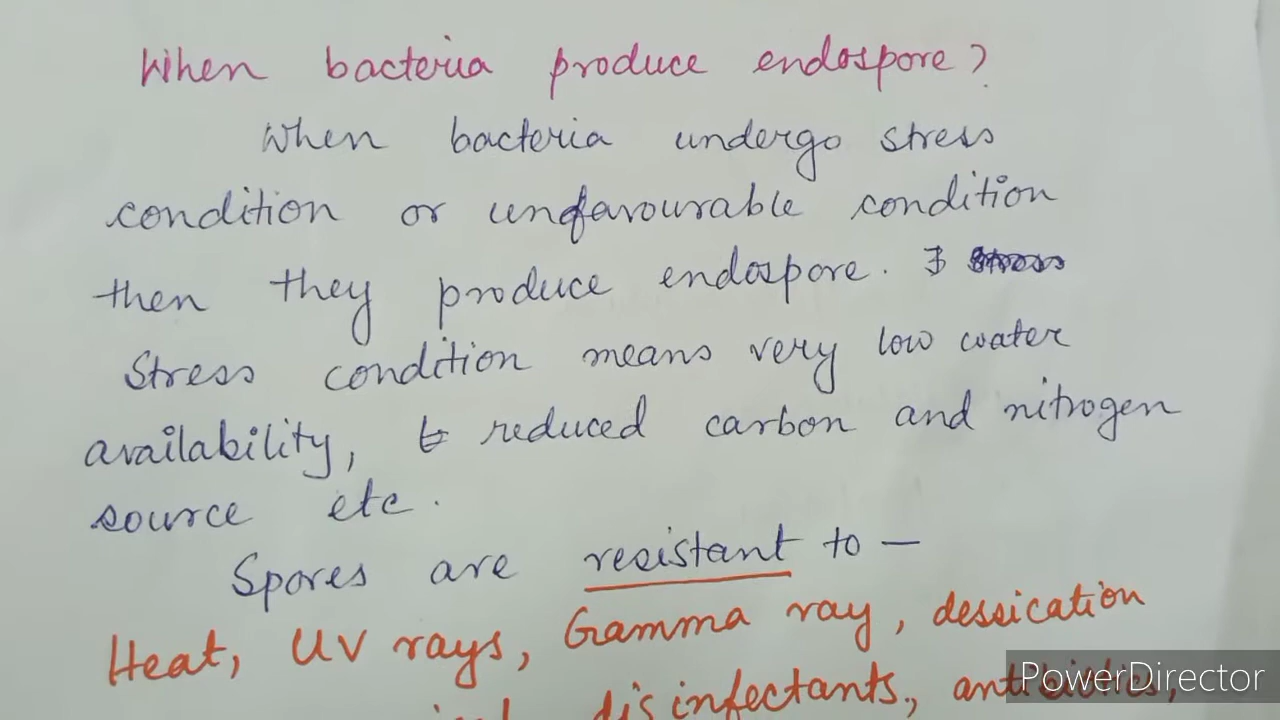 When bacteria produce endospore?
When bacteria undergo stress
condition or unfavourable condition
then they produce endospore.
Stress condition means very low water
availability, reduced carbon and nitrogen
source etc.
Spores are resistant to —
Heat, UV rays, Gamma ray, dessication
disinfectants, antibiotics,
PowerDirector